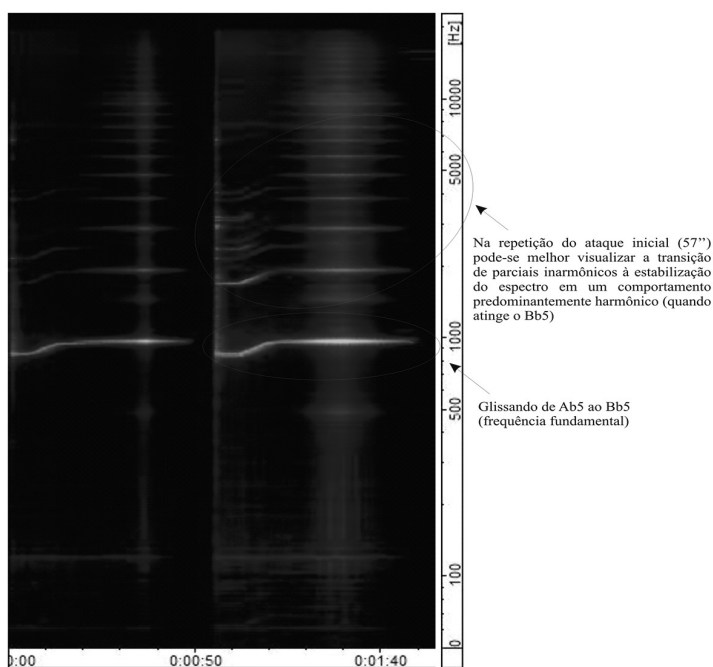 [Hz]
10000
5000
1000
500
100
0
0:00
0:00:50
0:01:40
Na repetição do ataque inicial (57’’)
pode-se melhor visualizar a transição
de parciais inarmônicos à estabilização
do espectro em um comportamento
predominantemente harmônico (quando
atinge o Bb5)
Glissando de Ab5 ao Bb5
(frequência fundamental)